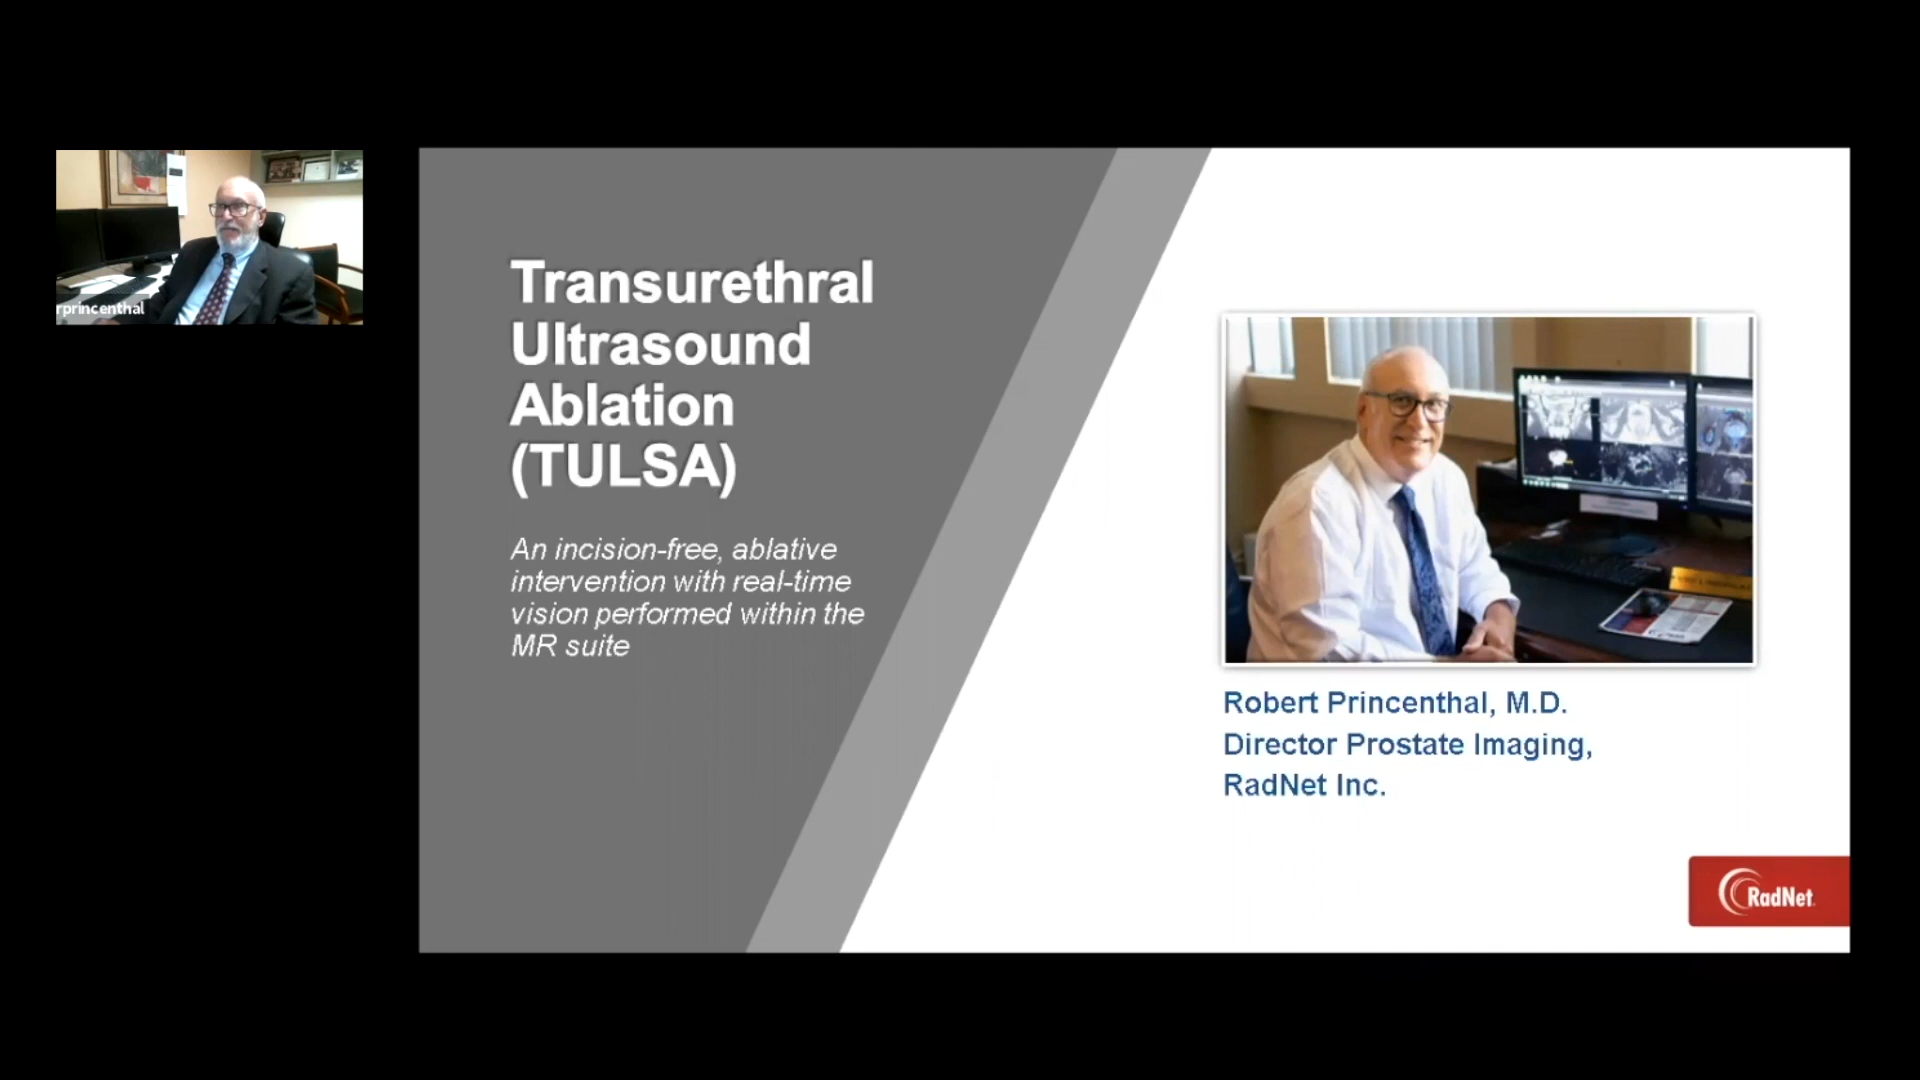 rprincenthal
Transurethral
Ultrasound
Ablation
(TULSA)
An incision-free, ablative
intervention with real-time
vision performed within the
MR suite
Robert Princenthal, M.D.
Director Prostate Imaging,
RadNet Inc.
RadNet